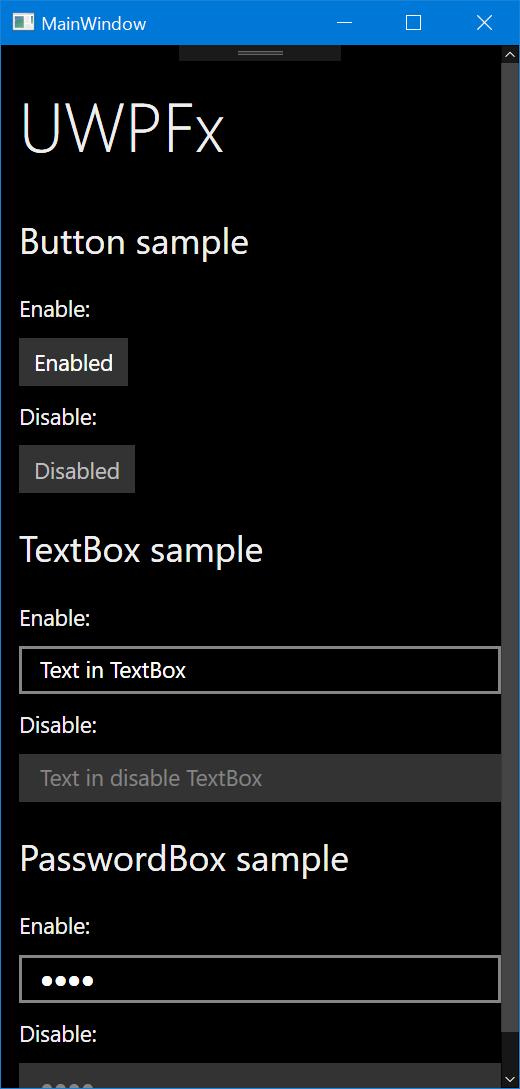 MainWindow
UWPFx
Button sample
Enable:
Enabled
Disable:
Disabled
TextBox sample
Enable:
Text in TextBox
Disable:
Text in disable TextBox
PasswordBox sample
Enable:
●●●●
Disable:
●●●●